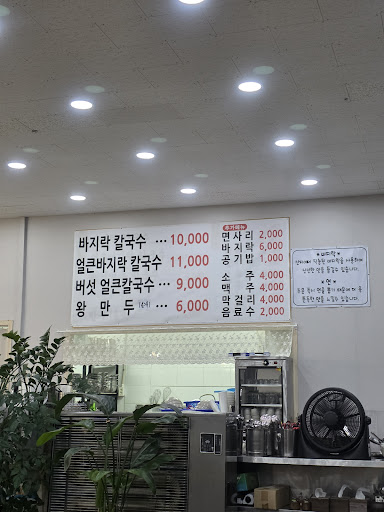 바지락 칼국수 ... 10,000
얼큰바지락 칼국수 11,000
버섯 얼큰칼국수 ... 9,000
왕 만 두 ... 6,000
면 사 리 2,000
바 지 락 6,000
공 기 밥 1,000
소 주 4,000
맥 주 4,000
막 걸 리 4,000
음 료 수 2,000